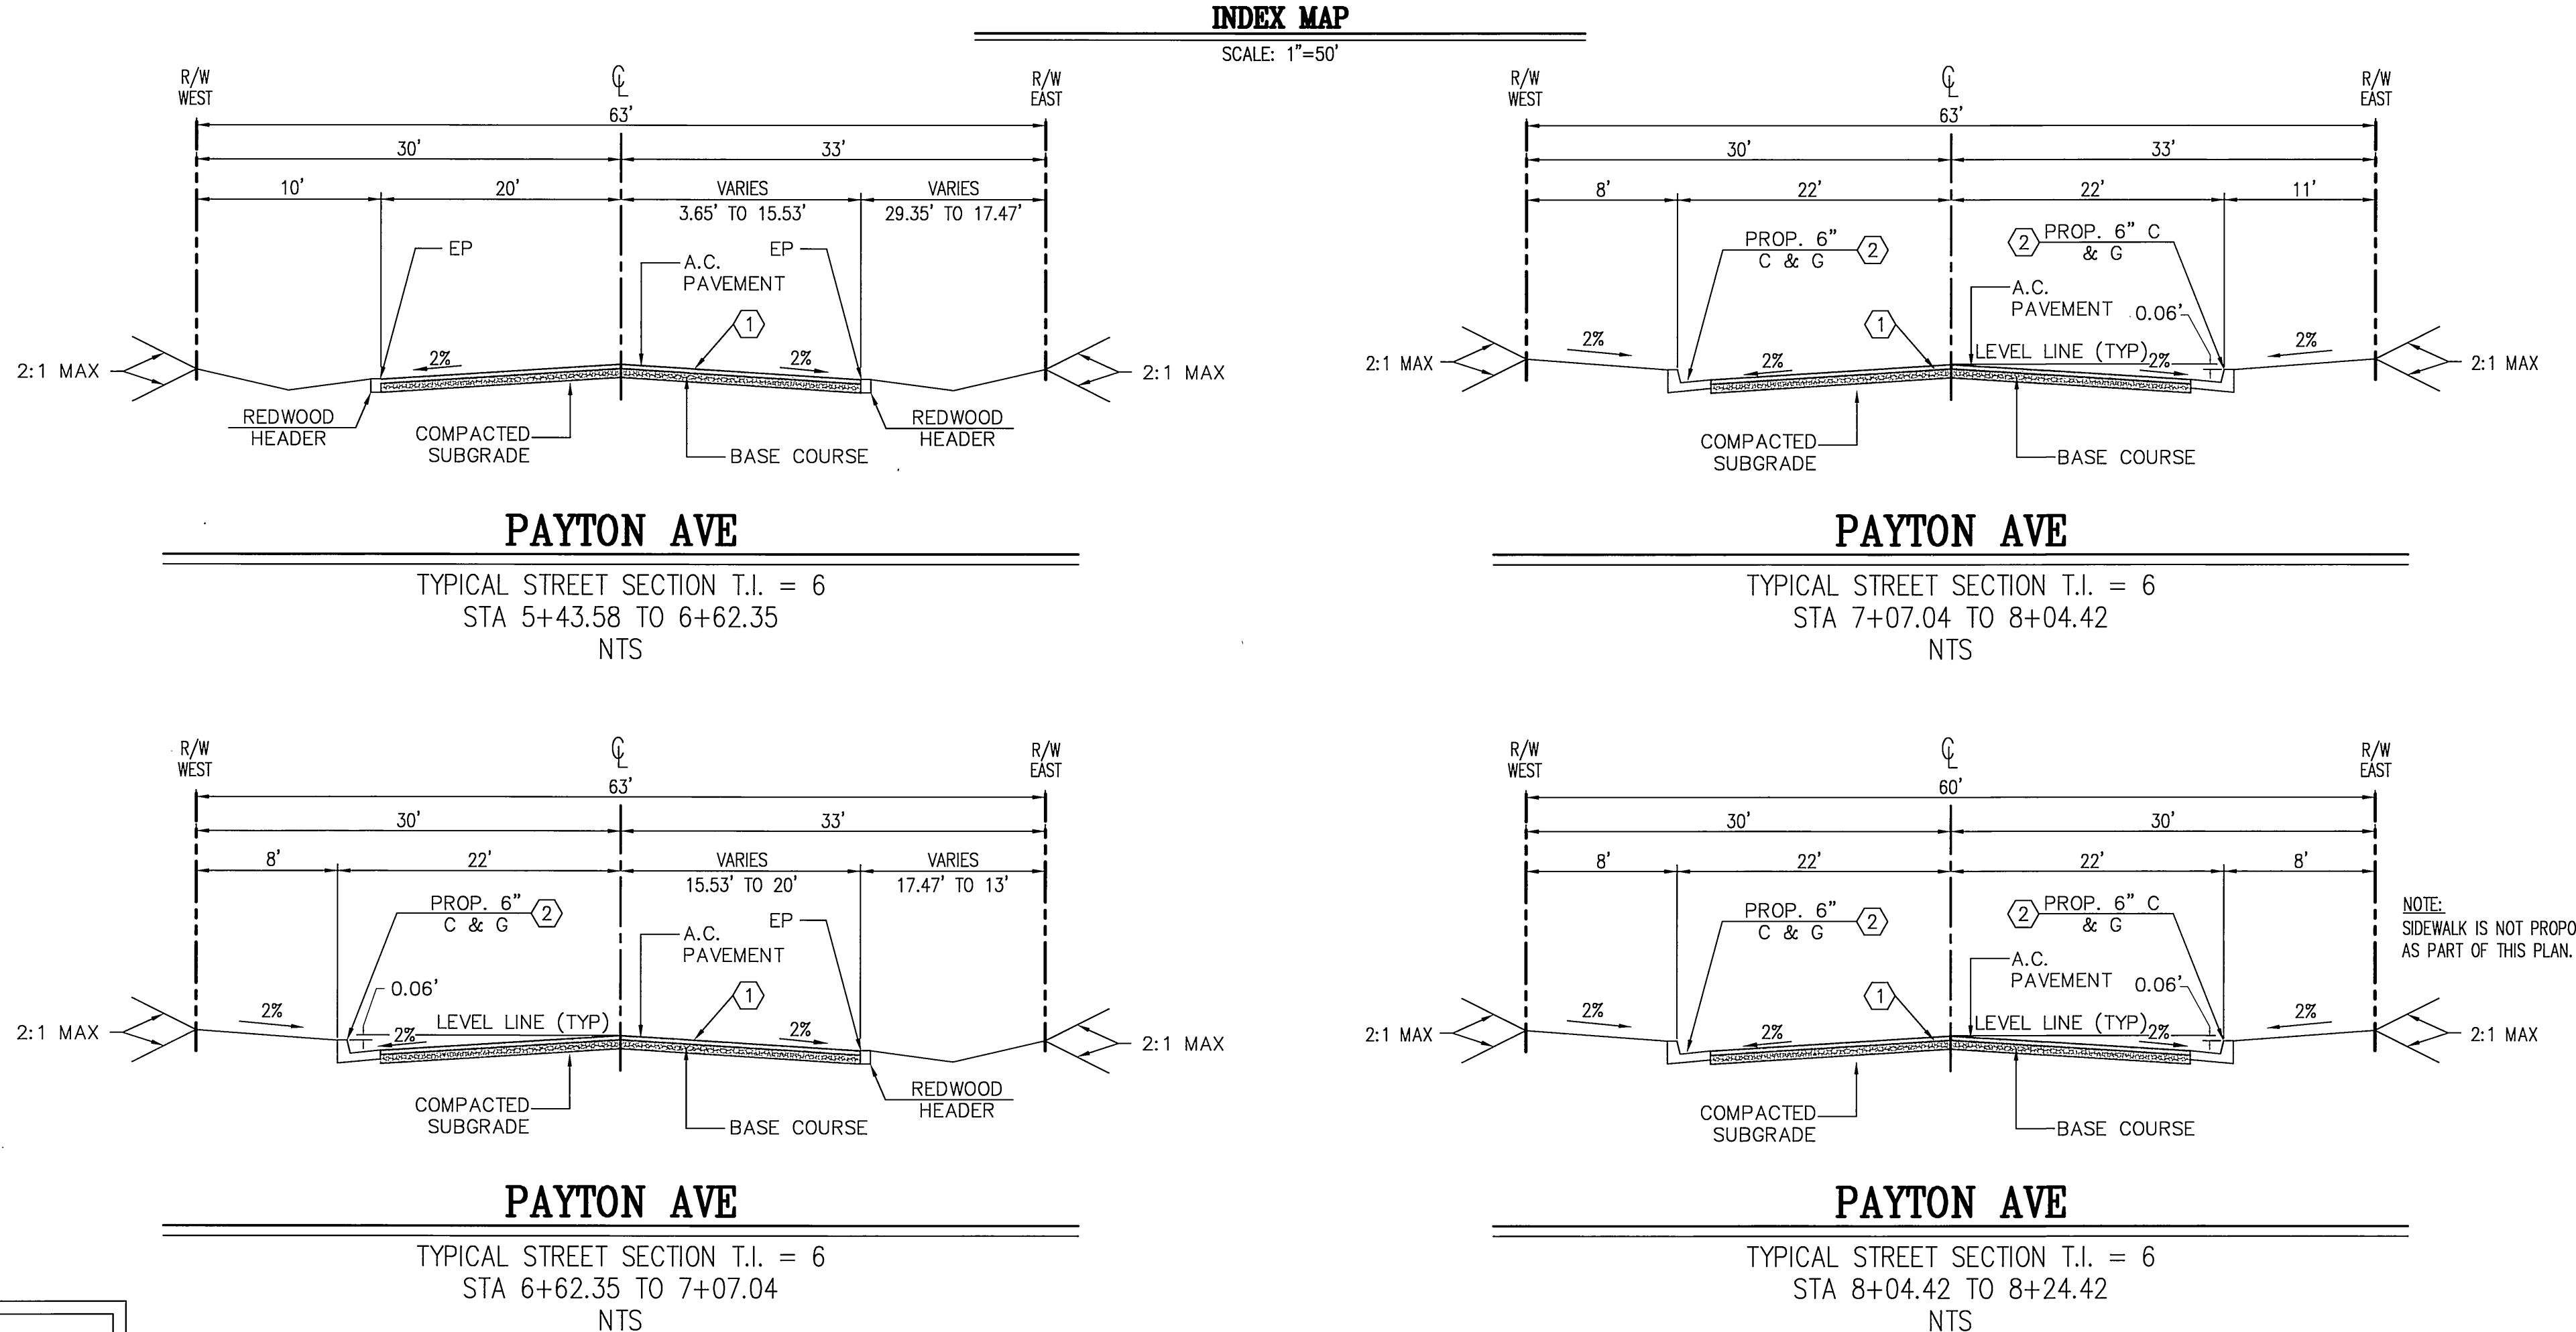 INDEX MAP
SCALE: 1"=50'
R/W
WEST
℄
R/W
EAST
63'
30'
33'
10'
20'
VARIES
3.65' TO 15.53'
VARIES
29.35' TO 17.47'
EP
EP
A.C.
PAVEMENT
1
2%
2%
2:1 MAX
2:1 MAX
REDWOOD
HEADER
COMPACTED
SUBGRADE
BASE COURSE
REDWOOD
HEADER
PAYTON AVE
TYPICAL STREET SECTION T.I. = 6
STA 5+43.58 TO 6+62.35
NTS
R/W
WEST
℄
R/W
EAST
63'
30'
33'
8'
22'
22'
11'
PROP. 6"
C & G
2
2
PROP. 6" C
& G
A.C.
PAVEMENT
0.06'
1
2%
2%
LEVEL LINE (TYP)
2%
2%
2:1 MAX
2:1 MAX
COMPACTED
SUBGRADE
BASE COURSE
PAYTON AVE
TYPICAL STREET SECTION T.I. = 6
STA 7+07.04 TO 8+04.42
NTS
R/W
WEST
℄
R/W
EAST
63'
30'
33'
8'
22'
VARIES
15.53' TO 20'
VARIES
17.47' TO 13'
PROP. 6"
C & G
2
EP
A.C.
PAVEMENT
0.06'
1
2%
LEVEL LINE (TYP)
2%
2%
2:1 MAX
2:1 MAX
COMPACTED
SUBGRADE
BASE COURSE
REDWOOD
HEADER
PAYTON AVE
TYPICAL STREET SECTION T.I. = 6
STA 6+62.35 TO 7+07.04
NTS
R/W
WEST
℄
R/W
EAST
60'
30'
30'
8'
22'
22'
8'
PROP. 6"
C & G
2
2
PROP. 6" C
& G
A.C.
PAVEMENT
0.06'
1
2%
2%
LEVEL LINE (TYP)
2%
2%
2:1 MAX
2:1 MAX
COMPACTED
SUBGRADE
BASE COURSE
NOTE:
SIDEWALK IS NOT PROPO
AS PART OF THIS PLAN.
PAYTON AVE
TYPICAL STREET SECTION T.I. = 6
STA 8+04.42 TO 8+24.42
NTS